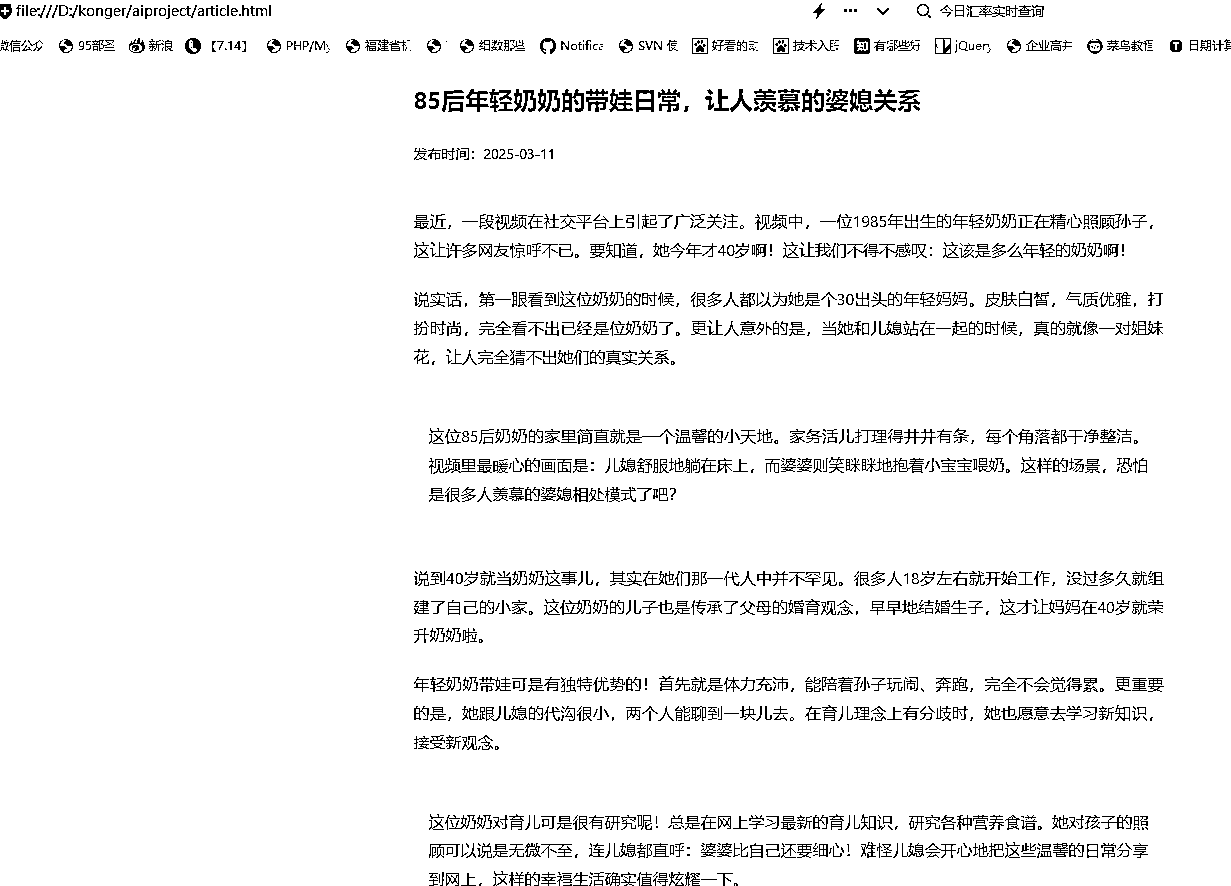 file:///D:/konger/aiproject/article.html
今日汇率实时查询
微信公众 95部圣 新浪 【7.14】 PHP/My 福建省机 细数那些 Notifica SVN 使 好看的动 技术入股 知 有哪些好 jQuery 企业高并 菜鸟教程 T 日期计算
85后年轻奶奶的带娃日常，让人羡慕的婆媳关系
发布时间：2025-03-11
最近，一段视频在社交平台上引起了广泛关注。视频中，一位1985年出生的年轻奶奶正在精心照顾孙子，
这让许多网友惊呼不已。要知道，她今年才40岁啊！这让我们不得不感叹：这该是多么年轻的奶奶啊！
说实话，第一眼看到这位奶奶的时候，很多人都以为她是个30出头的年轻妈妈。皮肤白皙，气质优雅，打
扮时尚，完全看不出已经是位奶奶了。更让人意外的是，当她和儿媳站在一起的时候，真的就像一对姐妹
花，让人完全猜不出她们的真实关系。
这位85后奶奶的家里简直就是一个温馨的小天地。家务活儿打理得井井有条，每个角落都干净整洁。
视频里最暖心的画面是：儿媳舒服地躺在床上，而婆婆则笑眯眯地抱着小宝宝喂奶。这样的场景，恐怕
是很多人羡慕的婆媳相处模式了吧？
说到40岁就当奶奶这事儿，其实在她们那一代人中并不罕见。很多人18岁左右就开始工作，没过多久就组
建了自己的小家。这位奶奶的儿子也是传承了父母的婚育观念，早早地结婚生子，这才让妈妈在40岁就荣
升奶奶啦。
年轻奶奶带娃可是有独特优势的！首先就是体力充沛，能陪着孙子玩闹、奔跑，完全不会觉得累。更重要
的是，她跟儿媳的代沟很小，两个人能聊到一块儿去。在育儿理念上有分歧时，她也愿意去学习新知识，
接受新观念。
这位奶奶对育儿可是很有研究呢！总是在网上学习最新的育儿知识，研究各种营养食谱。她对孩子的照
顾可以说是无微不至，连儿媳都直呼：婆婆比自己还要细心！难怪儿媳会开心地把这些温馨的日常分享
到网上，这样的幸福生活确实值得炫耀一下。